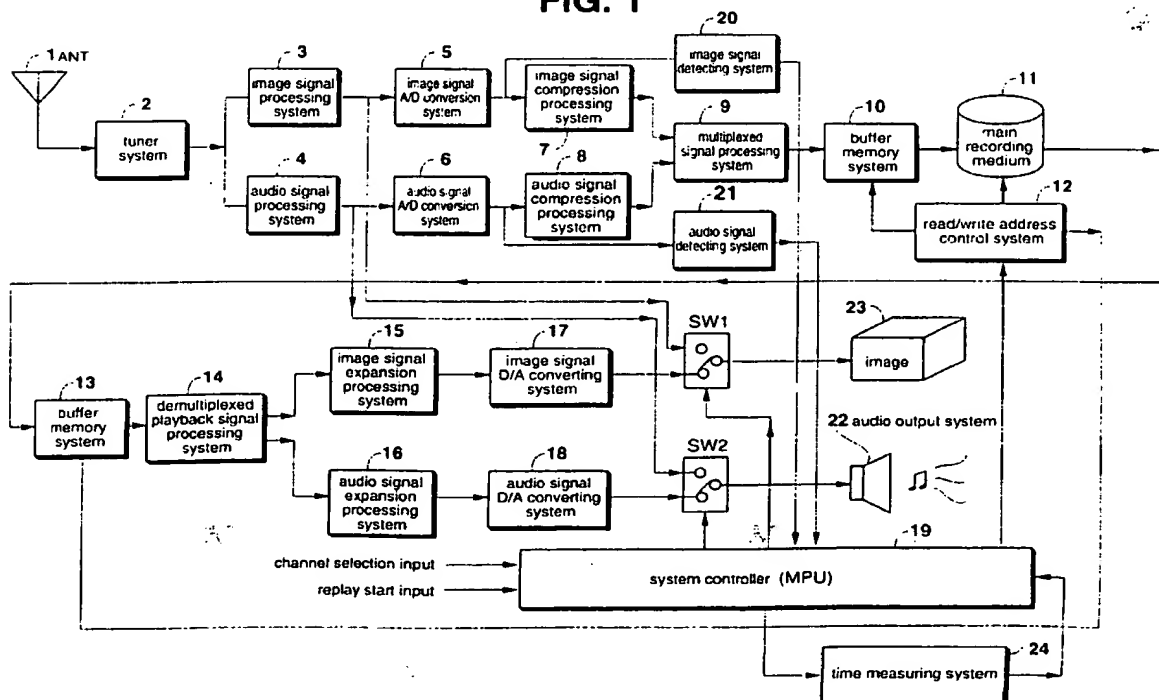 FIG. 1
1 ANT
2
tuner
system
3
image signal
processing
system
4
audio signal
processing
system
5
image signal
A/D conversion
system
6
audio signal
A/D conversion
system
image signal
compression
processing
system
7
8
audio signal
compression
processing
system
20
image signal
detecting system
9
multiplexed
signal processing
system
21
audio signal
detecting system
10
buffer
memory
system
11
main
recording
medium
12
read/write address
control system
13
buffer
memory
system
14
demultiplexed
playback signal
processing
system
15
image signal
expansion
processing
system
16
audio signal
expansion
processing
system
17
image signal
D/A converting
system
18
audio signal
D/A converting
system
SW1
SW2
23
image
22 audio output system
19
system controller (MPU)
channel selection input
replay start input
24
time measuring system